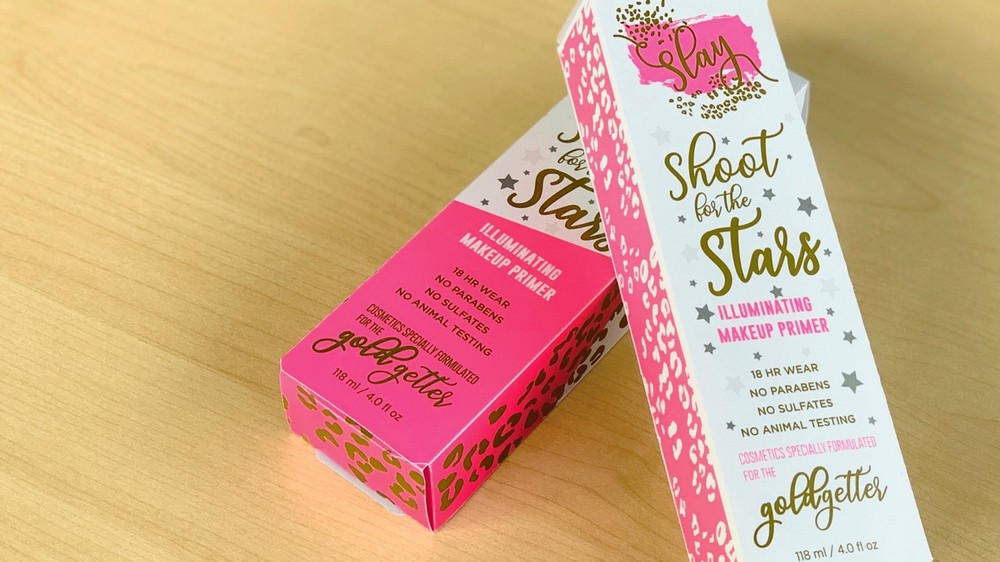 Slay
Shoot
for the
Stars
ILLUMINATING
MAKEUP PRIMER
18 HR WEAR
NO PARABENS
NO SULFATES
NO ANIMAL TESTING
COSMETICS SPECIALLY FORMULATED
FOR THE
goldgetter
118 ml / 4.0 fl oz
for
Stars
ILLUMINATING
MAKEUP PRIMER
18 HR WEAR
NO PARABENS
NO SULFATES
NO ANIMAL TESTING
COSMETICS SPECIALLY FORMULATED
FOR THE
goldgetter
118 ml / 4.0 fl oz